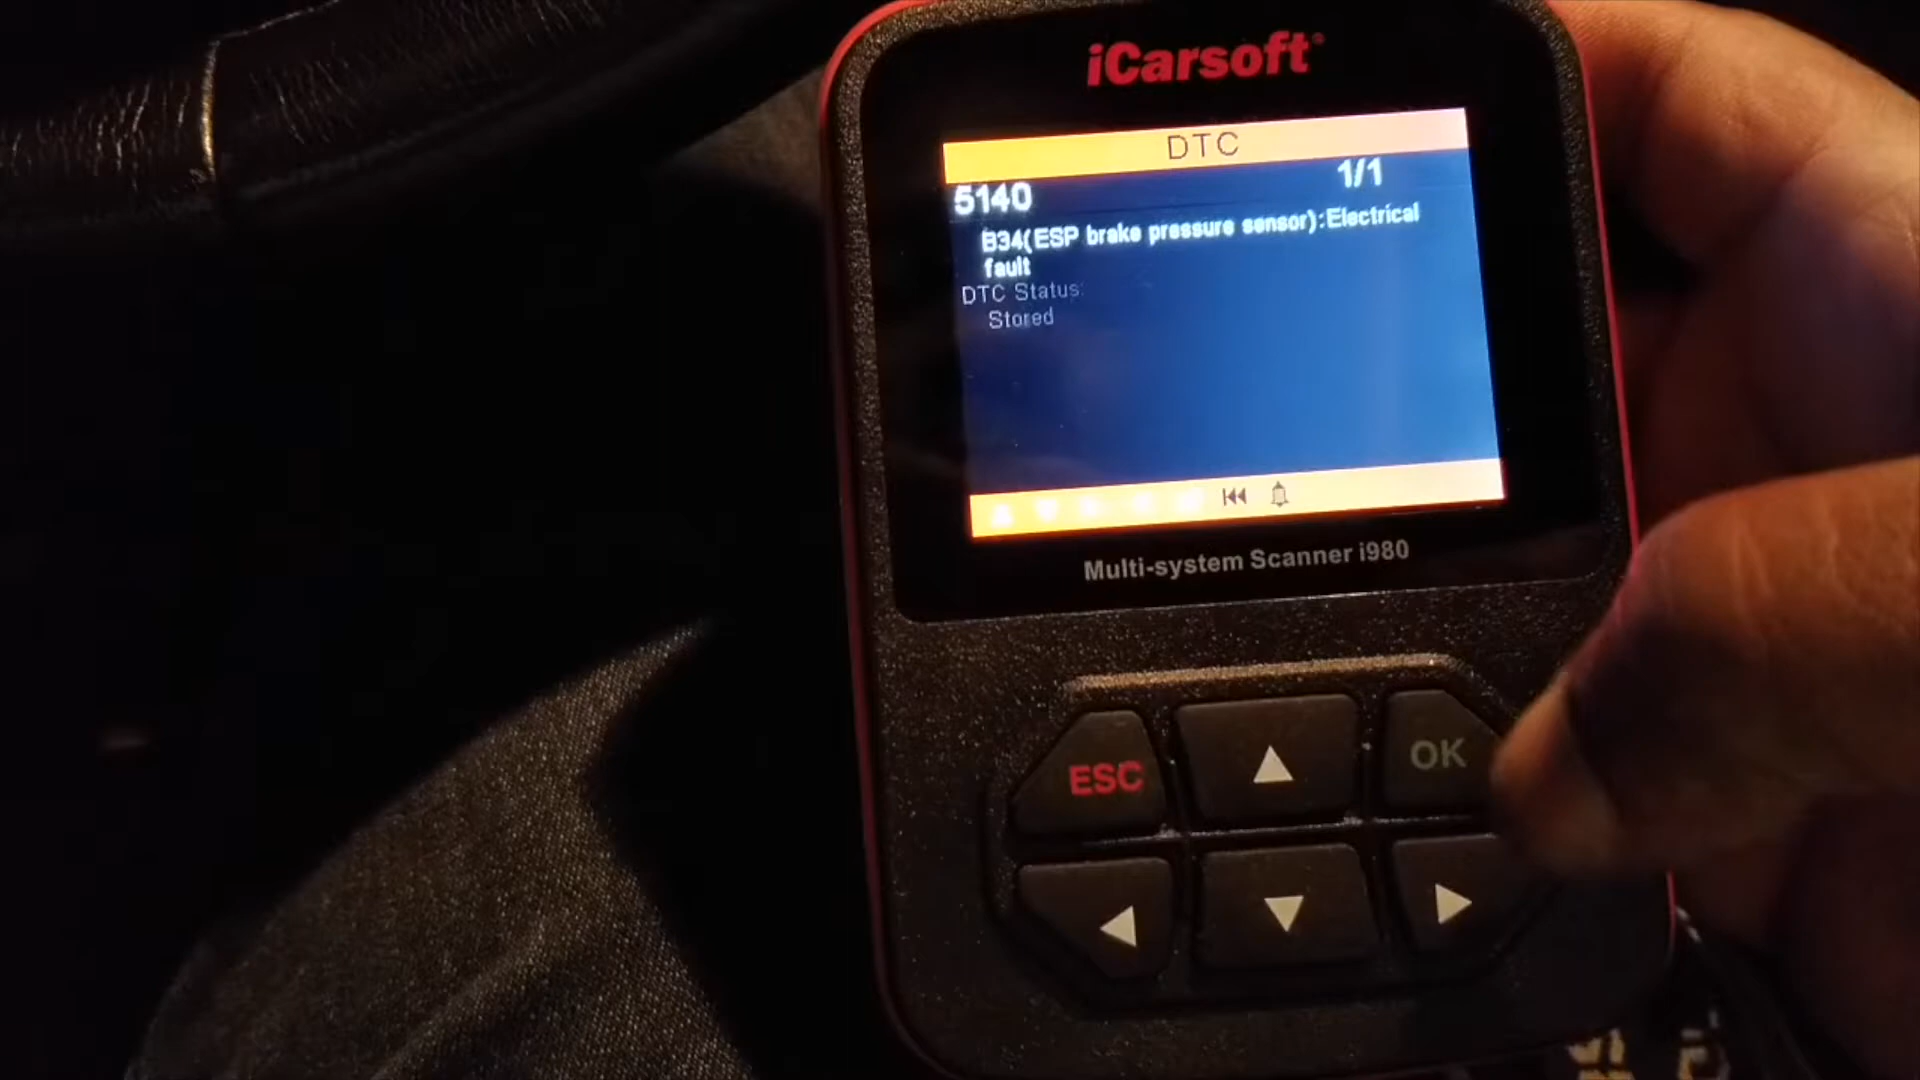 iCarsoft
DTC
5140 1/1
B34(ESP brake pressure sensor):Electrical
fault
DTC Status:
Stored
Multi-system Scanner i980
ESC
OK